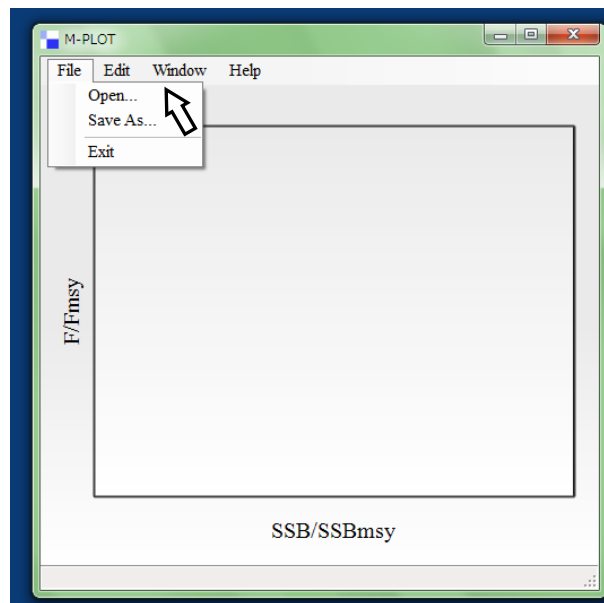 M-PLOT
File Edit Window Help
Open...
Save As...
Exit
F/Fmsy
SSB/SSBmsy